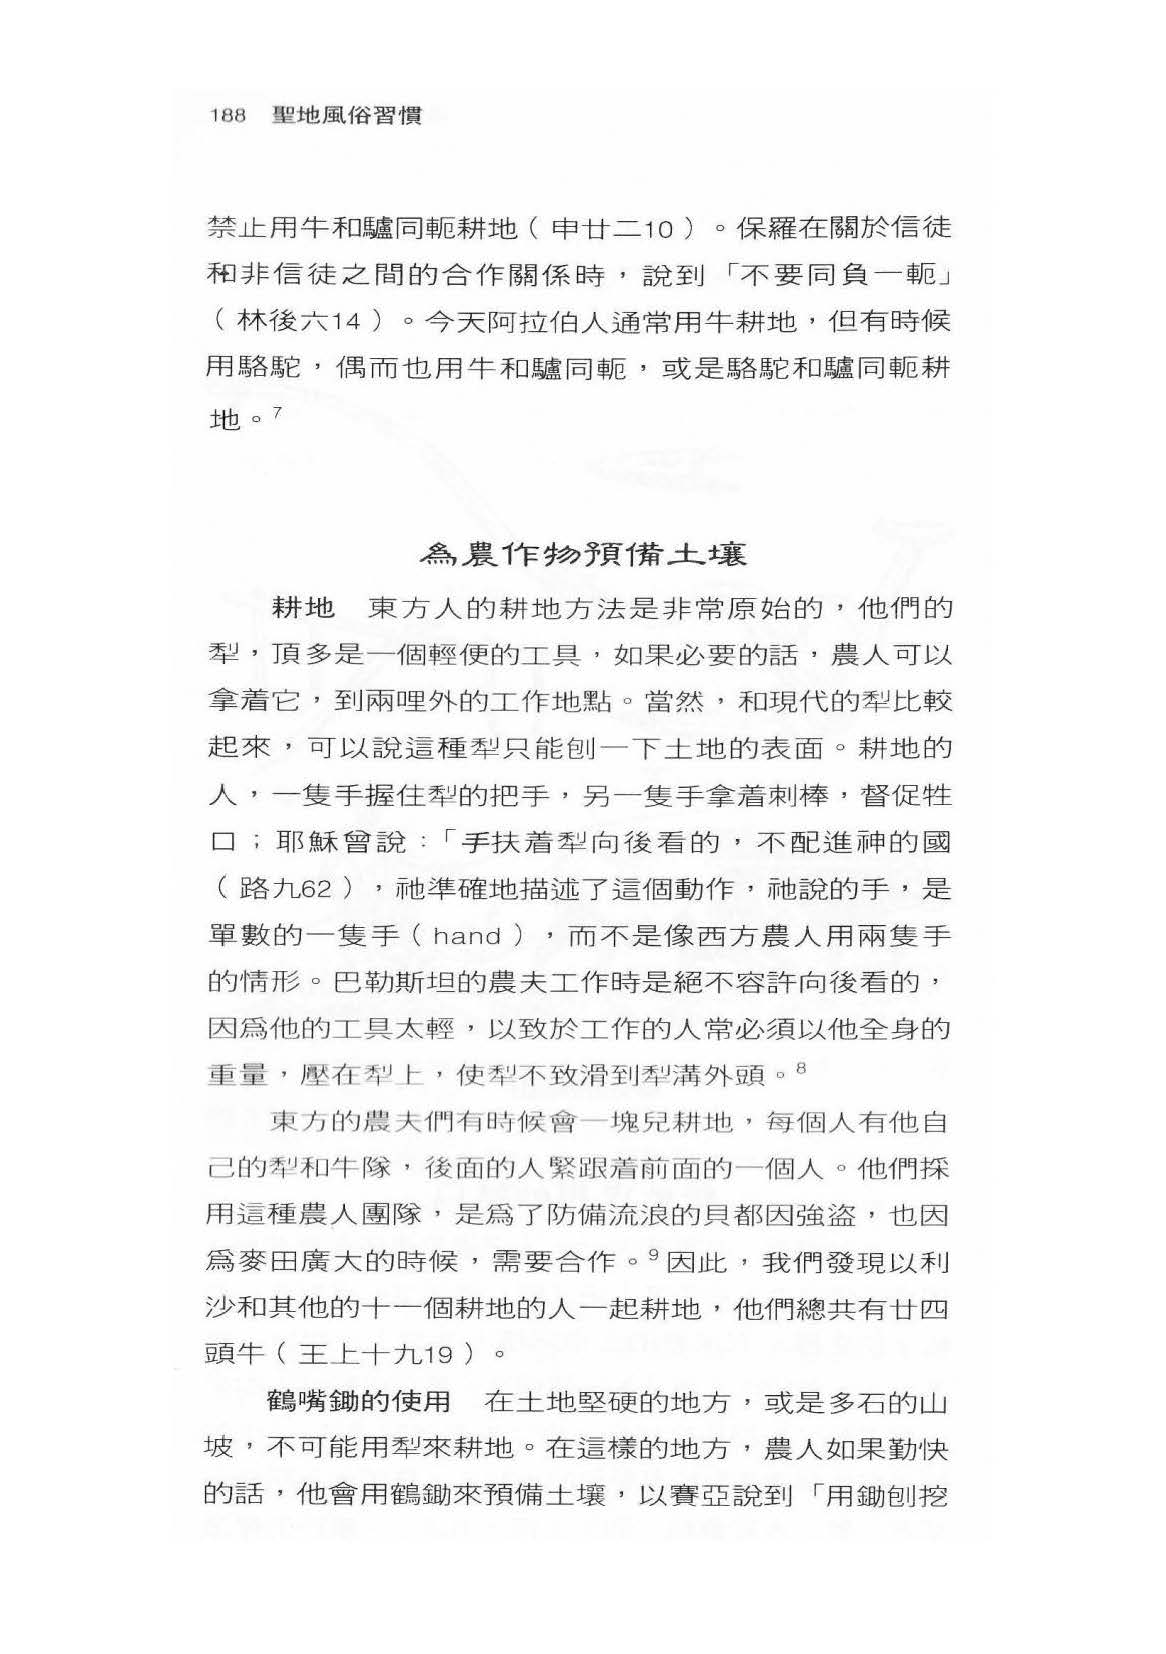 188 聖地風俗習慣
禁止用牛和驢同軛耕地（申廿二10）。保羅在關於信徒
和非信徒之間的合作關係時，說到「不要同負一軛」
（林後六14）。今天阿拉伯人通常用牛耕地，但有時候
用駱駝，偶而也用牛和驢同軛，或是駱駝和驢同軛耕
地。7
為農作物預備土壤
耕地　東方人的耕地方法是非常原始的，他們的
犁，頂多是一個輕便的工具，如果必要的話，農人可以
拿着它，到兩哩外的工作地點。當然，和現代的犁比較
起來，可以說這種犁只能刨一下土地的表面。耕地的
人，一隻手握住犁的把手，另一隻手拿着刺棒，督促牲
口；耶穌曾說：「手扶着犁向後看的，不配進神的國
（路九62），祂準確地描述了這個動作，祂說的手，是
單數的一隻手（hand），而不是像西方農人用兩隻手
的情形。巴勒斯坦的農夫工作時是絕不容許向後看的，
因爲他的工具太輕，以致於工作的人常必須以他全身的
重量，壓在犁上，使犁不致滑到犁溝外頭。8
東方的農夫們有時候會一塊兒耕地，每個人有他自
己的犁和牛隊，後面的人緊跟着前面的一個人。他們採
用這種農人團隊，是爲了防備流浪的貝都因強盜，也因
爲麥田廣大的時候，需要合作。9因此，我們發現以利
沙和其他的十一個耕地的人一起耕地，他們總共有廿四
頭牛（王上十九19）。
鶴嘴鋤的使用　在土地堅硬的地方，或是多石的山
坡，不可能用犁來耕地。在這樣的地方，農人如果勤快
的話，他會用鶴鋤來預備土壤，以賽亞說到「用鋤刨挖